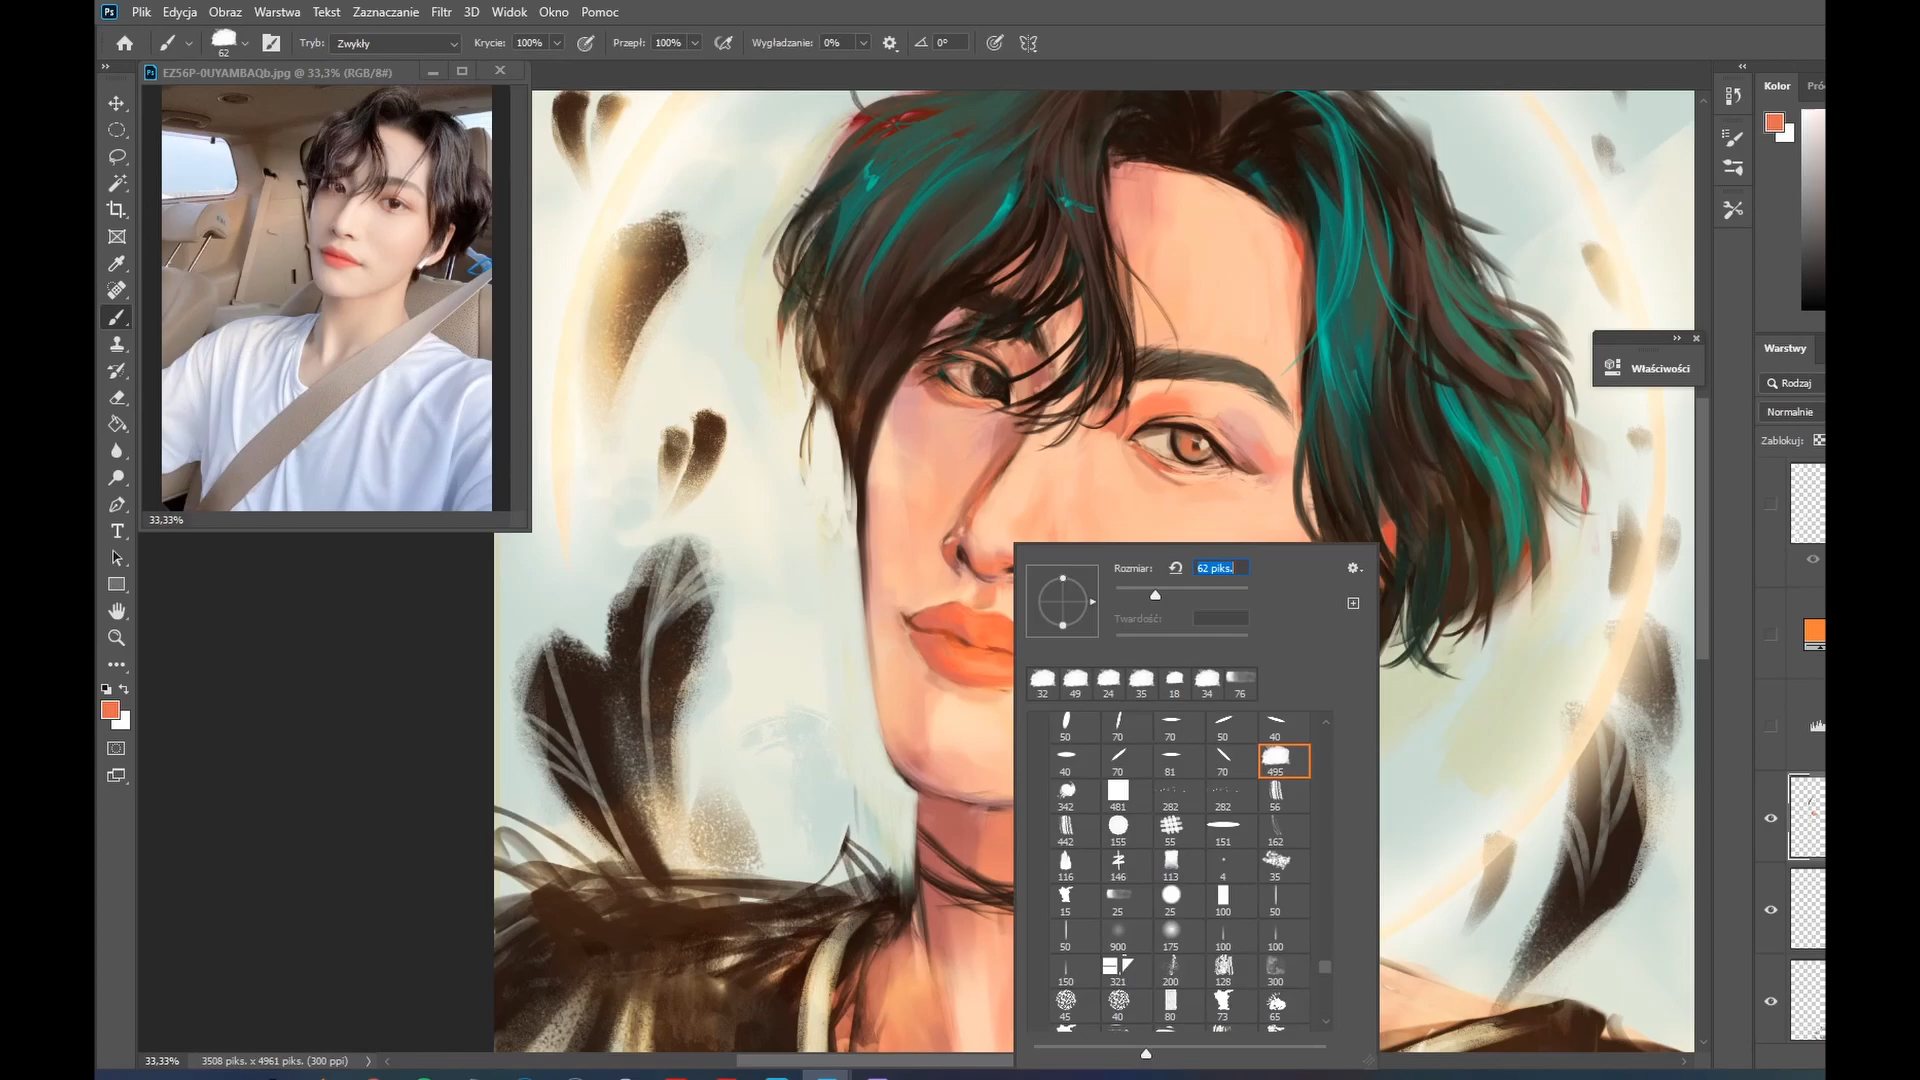 Ps Plik Edycja Obraz Warstwa Tekst Zaznaczanie Filtr 3D Widok Okno Pomoc
62 Tryb: Zwykły Krycie: 100% Przepł: 100% Wygładzanie: 0% 0°
EZ56P-0UYAMBAQb.jpg @ 33,3% (RGB/8#)
Kolor
Warstwy
Właściwości
Rodzaj
Normalnie
Zablokuj:
33,33%
Rozmiar: 62 piks.
Twardość:
32 49 24 35 18 34 76
50 70 70 50 40
40 70 81 70 495
342 481 282 282 56
442 155 55 151 162
116 146 113 4 35
15 25 25 100 50
50 900 175 100 100
150 321 200 128 300
45 40 80 73 65
33,33% 3508 piks. x 4961 piks. (300 ppi)